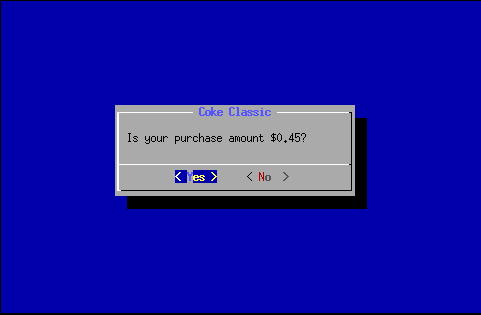 Coke Classic
Is your purchase amount $0.45?
< Yes > < No >